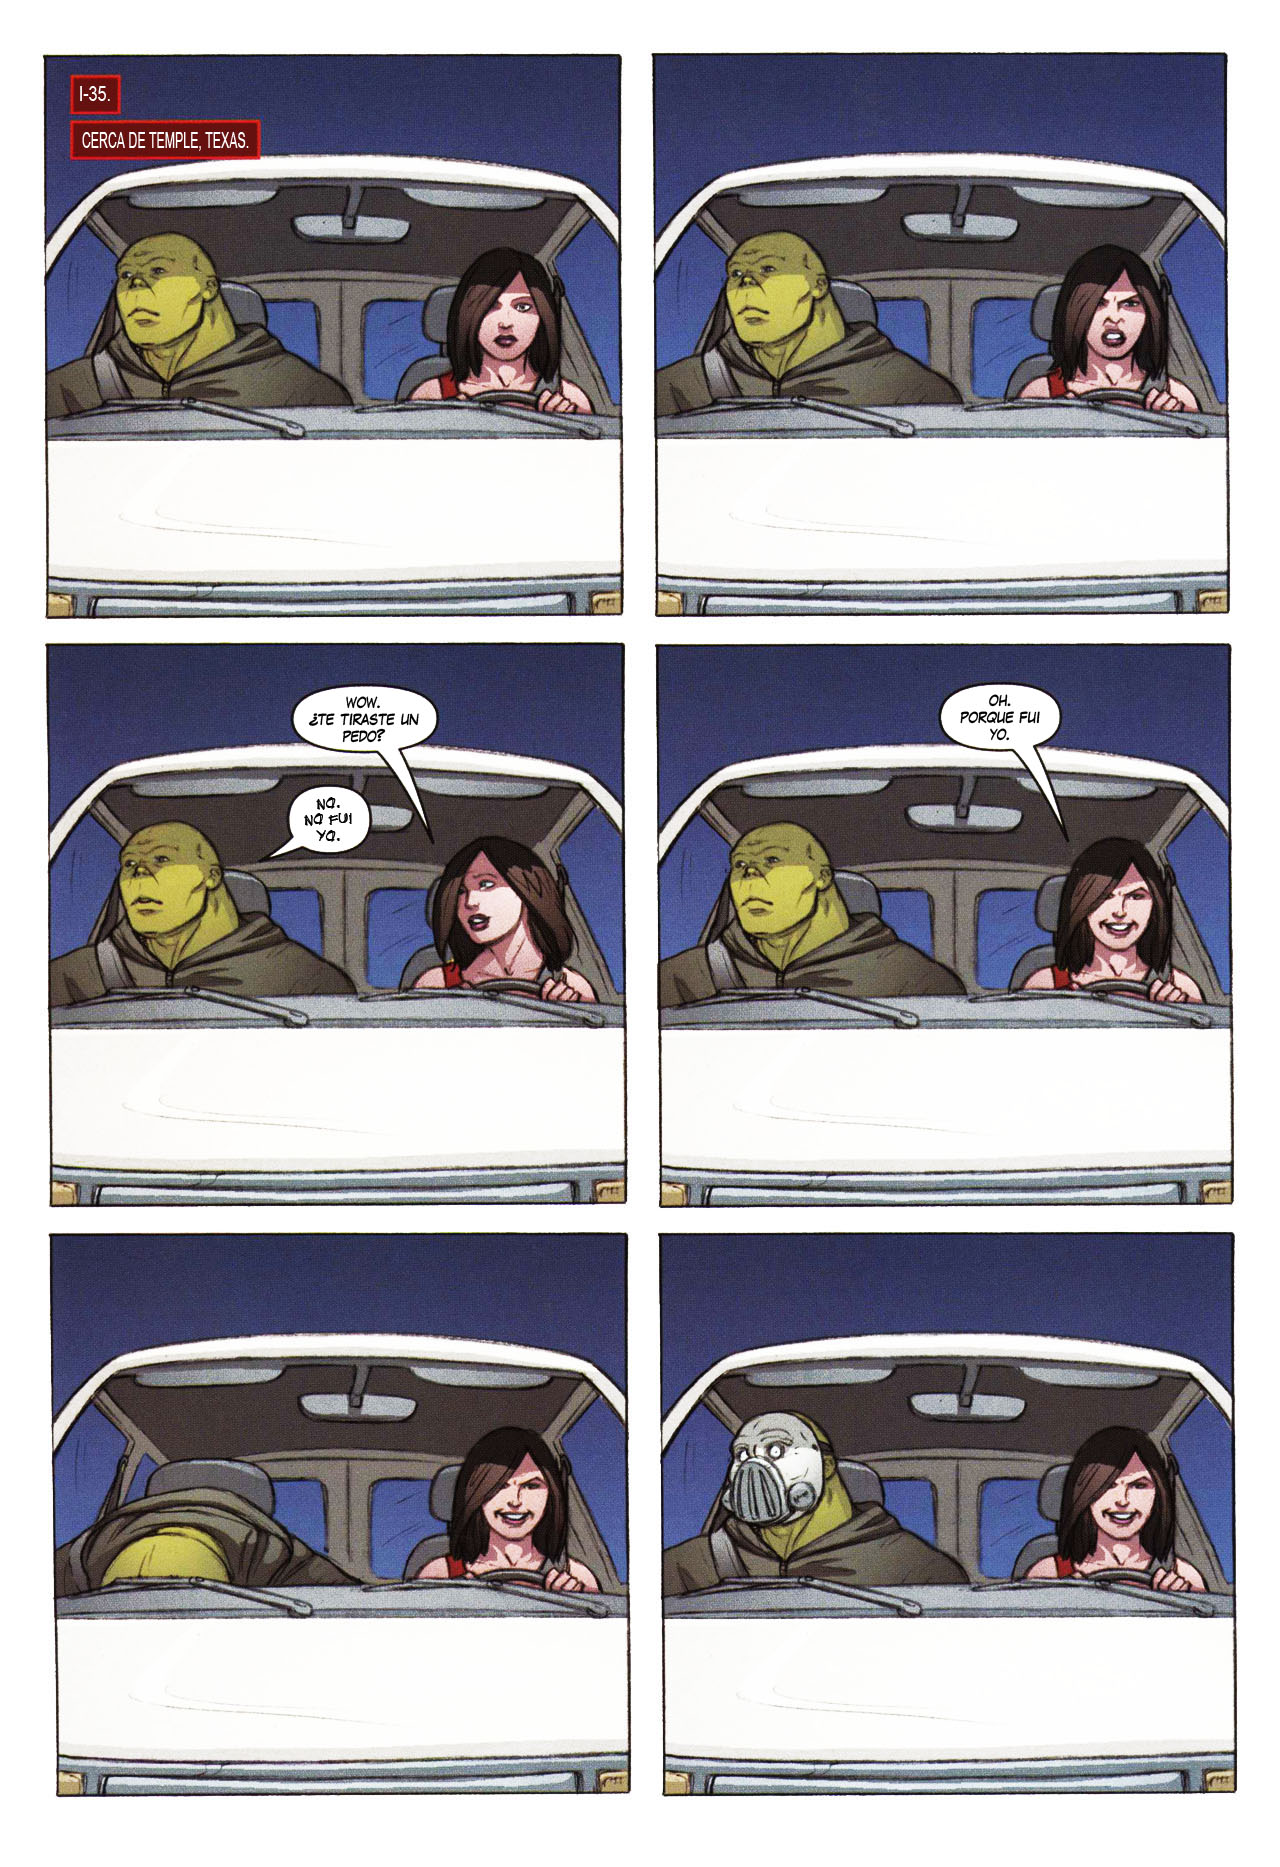 I-35.
CERCA DE TEMPLE, TEXAS.
WOW.
¿TE TIRASTE UN
PEDO?
NO.
NO FUI
YO.
OH.
PORQUE FUI
YO.